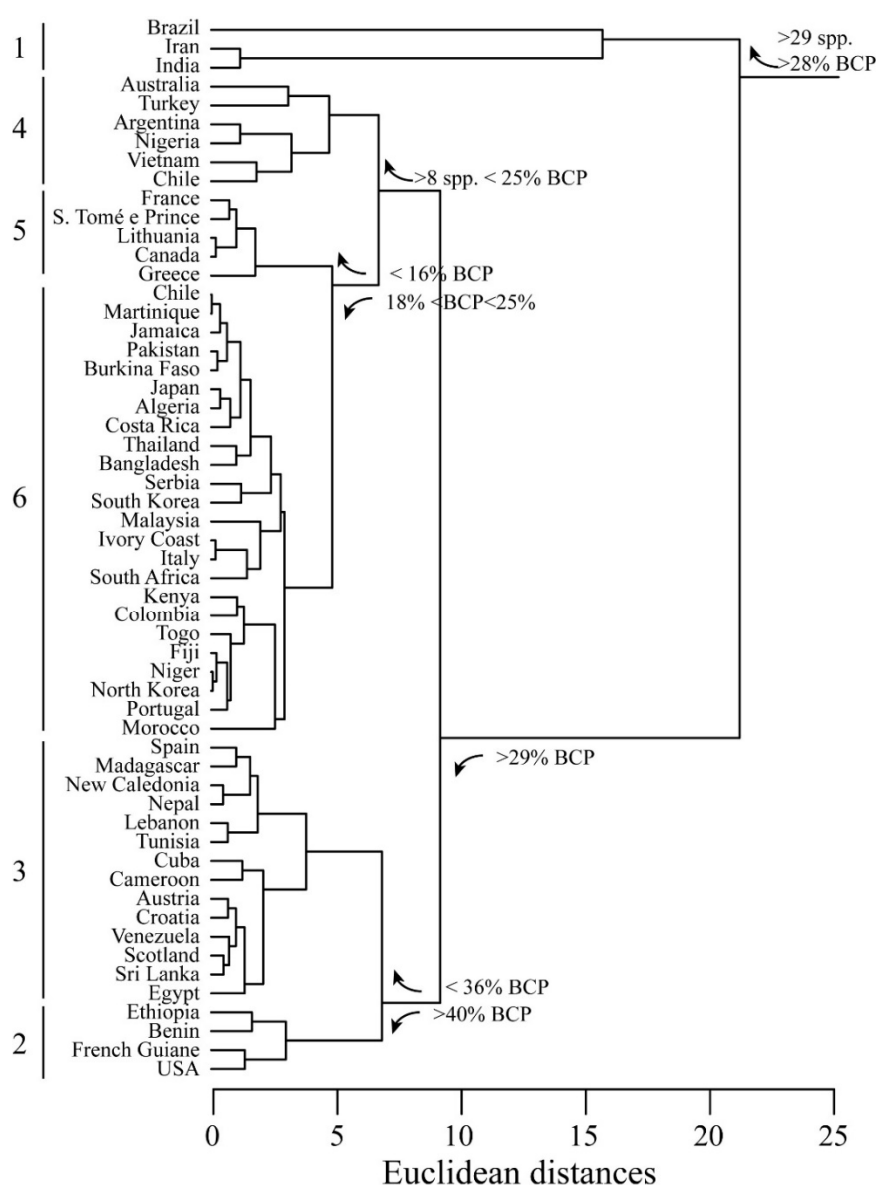 1
Brazil
Iran
India
>29 spp.
>28% BCP
4
Australia
Turkey
Argentina
Nigeria
Vietnam
Chile
>8 spp. < 25% BCP
5
France
S. Tomé e Prince
Lithuania
Canada
Greece
< 16% BCP
18% <BCP<25%
6
Chile
Martinique
Jamaica
Pakistan
Burkina Faso
Japan
Algeria
Costa Rica
Thailand
Bangladesh
Serbia
South Korea
Malaysia
Ivory Coast
Italy
South Africa
Kenya
Colombia
Togo
Fiji
Niger
North Korea
Portugal
Morocco
>29% BCP
3
Spain
Madagascar
New Caledonia
Nepal
Lebanon
Tunisia
Cuba
Cameroon
Austria
Croatia
Venezuela
Scotland
Sri Lanka
Egypt
< 36% BCP
>40% BCP
2
Ethiopia
Benin
French Guiane
USA
0 5 10 15 20 25
Euclidean distances